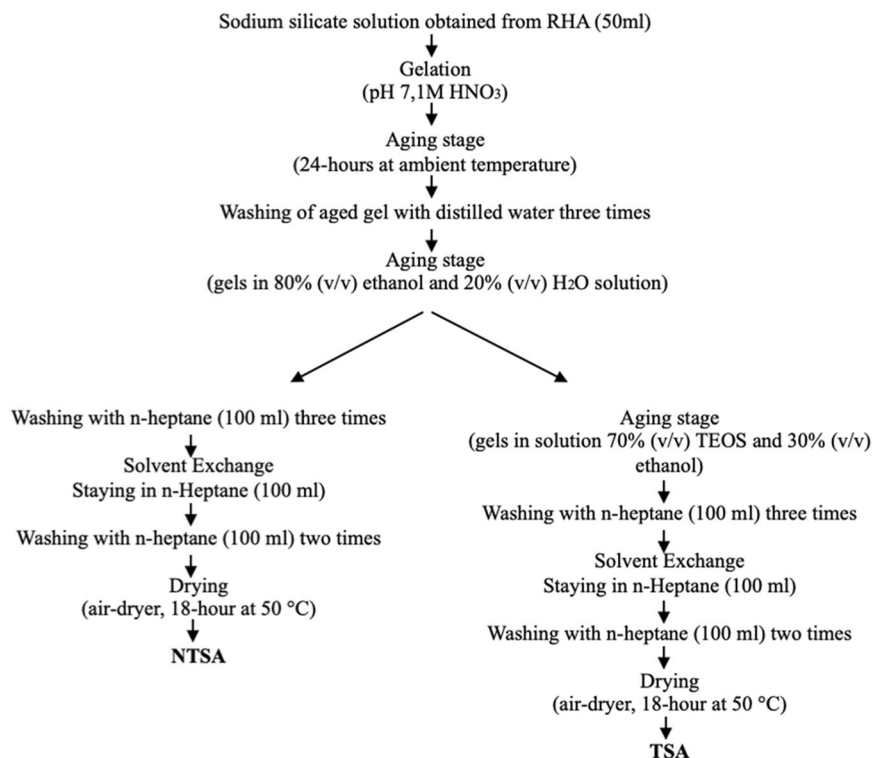 Sodium silicate solution obtained from RHA (50ml)
Gelation
(pH 7,1M HNO3)
Aging stage
(24-hours at ambient temperature)
Washing of aged gel with distilled water three times
Aging stage
(gels in 80% (v/v) ethanol and 20% (v/v) H2O solution)
Washing with n-heptane (100 ml) three times
Solvent Exchange
Staying in n-Heptane (100 ml)
Washing with n-heptane (100 ml) two times
Drying
(air-dryer, 18-hour at 50 °C)
NTSA
Aging stage
(gels in solution 70% (v/v) TEOS and 30% (v/v)
ethanol)
Washing with n-heptane (100 ml) three times
Solvent Exchange
Staying in n-Heptane (100 ml)
Washing with n-heptane (100 ml) two times
Drying
(air-dryer, 18-hour at 50 °C)
TSA